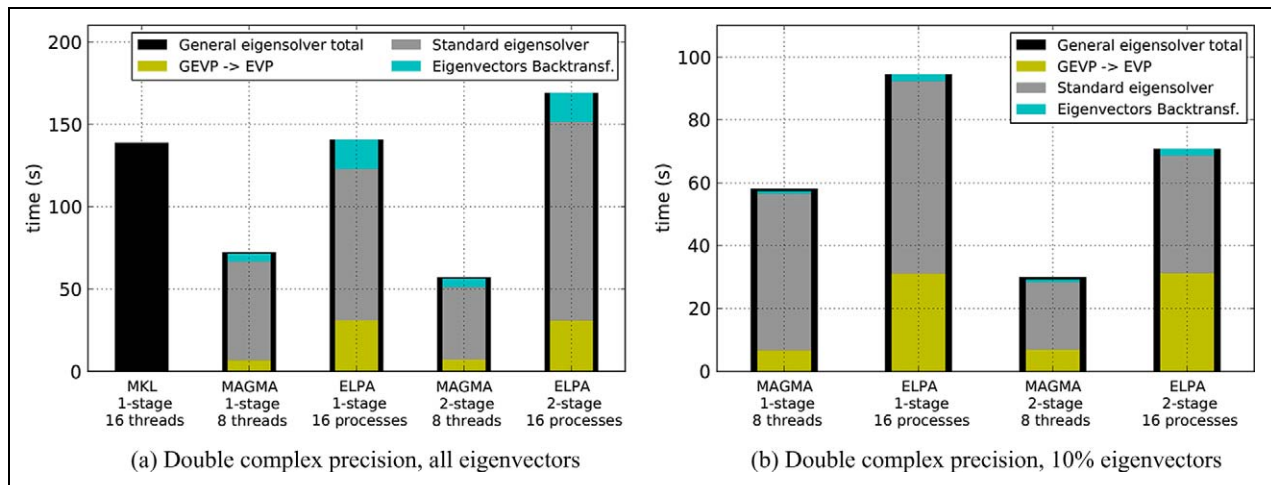 200
150
100
50
0
time (s)
General eigensolver total
GEVP -> EVP
Standard eigensolver
Eigenvectors Backtransf.
MKL
1-stage
16 threads
MAGMA
1-stage
8 threads
ELPA
1-stage
16 processes
MAGMA
2-stage
8 threads
ELPA
2-stage
16 processes
(a) Double complex precision, all eigenvectors
100
80
60
40
20
0
time (s)
General eigensolver total
GEVP -> EVP
Standard eigensolver
Eigenvectors Backtransf.
MAGMA
1-stage
8 threads
ELPA
1-stage
16 processes
MAGMA
2-stage
8 threads
ELPA
2-stage
16 processes
(b) Double complex precision, 10% eigenvectors